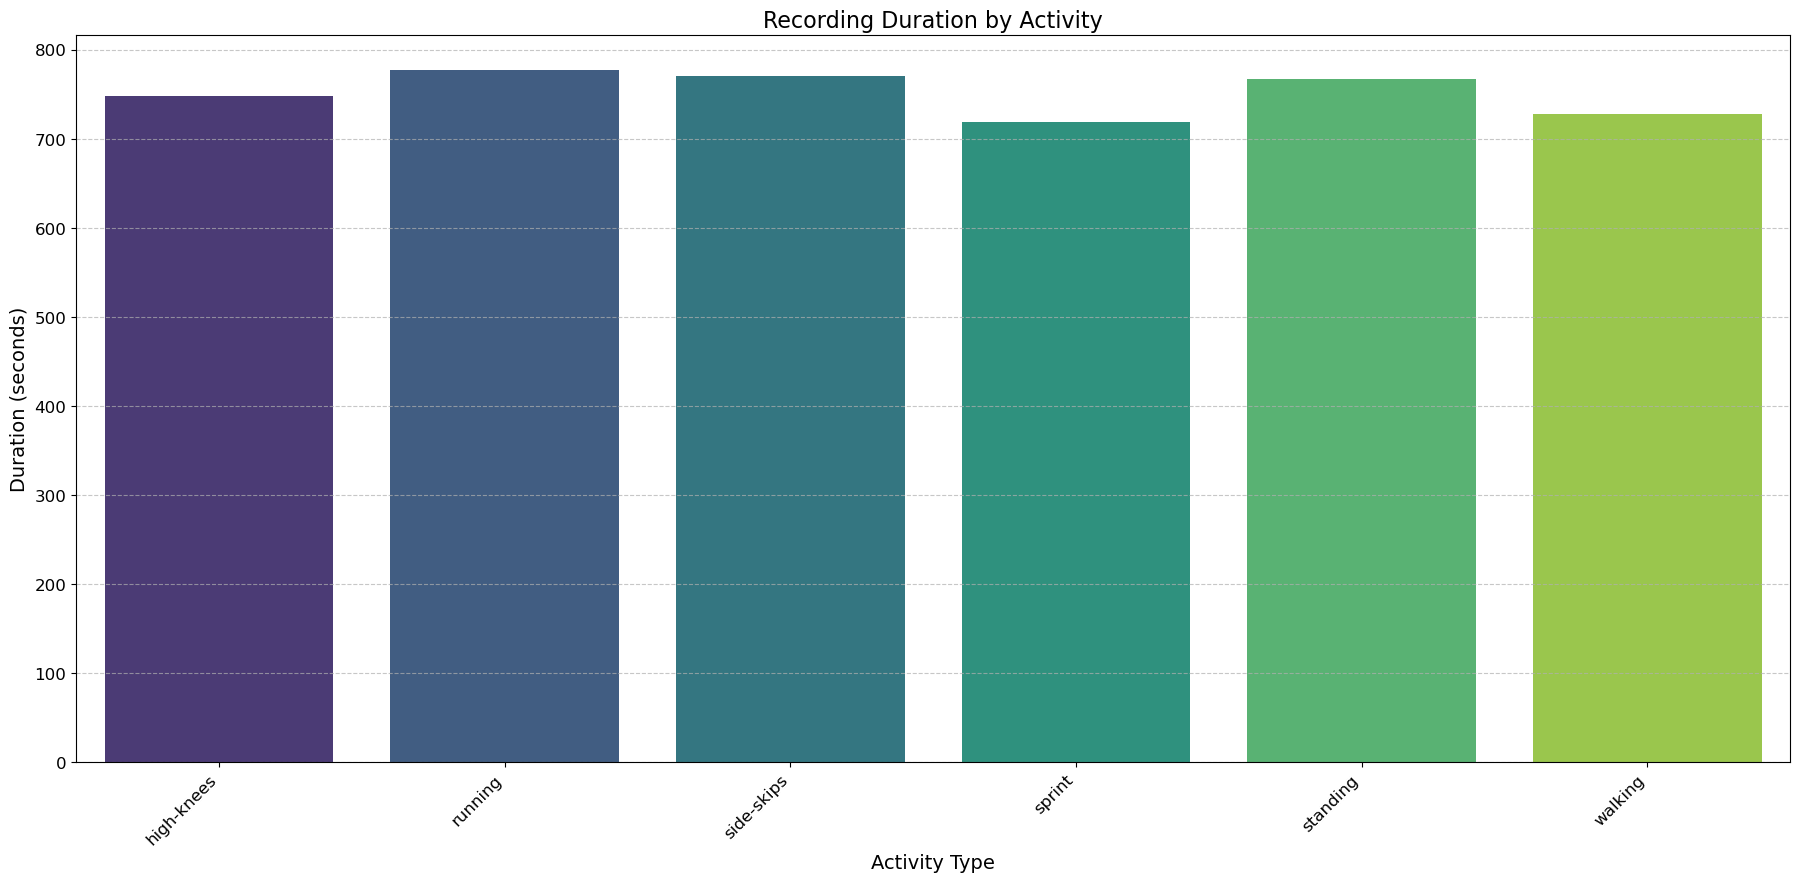 Recording Duration by Activity
800
700
600
500
400
300
200
100
0
Duration (seconds)
high-knees
running
side-skips
sprint
standing
walking
Activity Type